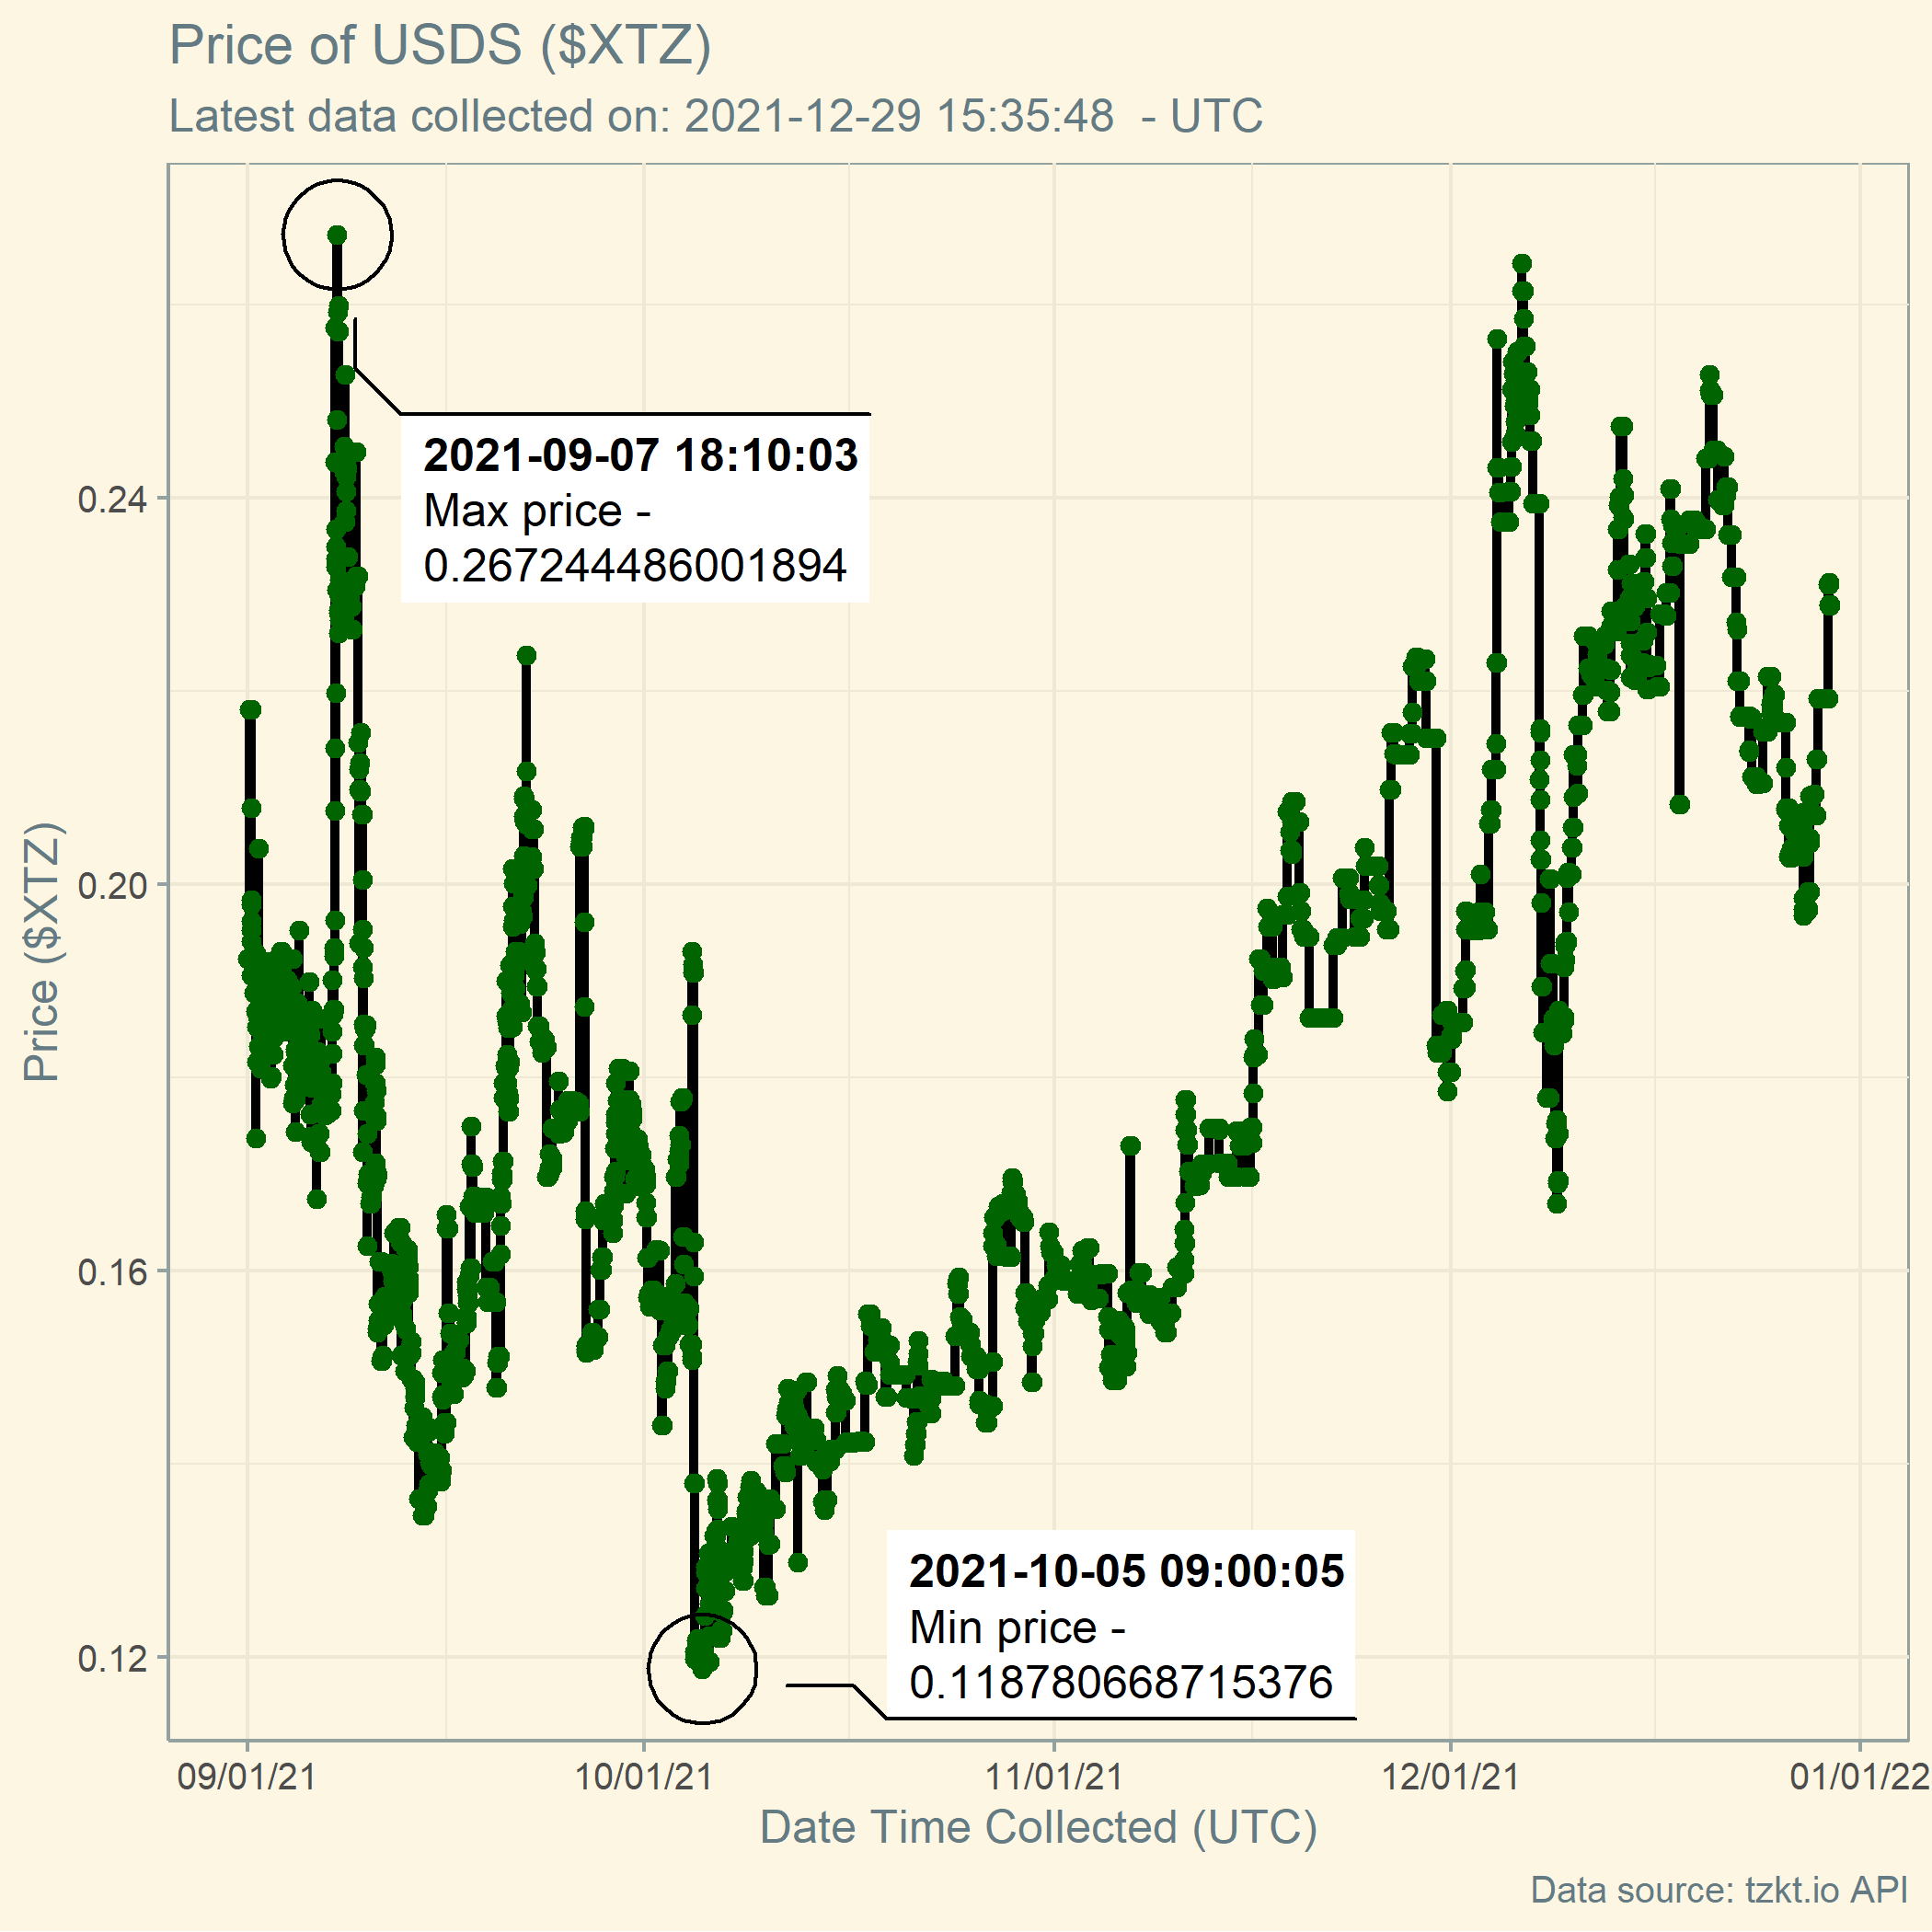 Price of USDS ($XTZ)
Latest data collected on: 2021-12-29 15:35:48  - UTC
2021-09-07 18:10:03
Max price -
0.267244486001894
0.24
0.20
0.16
0.12
Price ($XTZ)
2021-10-05 09:00:05
Min price -
0.118780668715376
09/01/21
10/01/21
11/01/21
12/01/21
01/01/22
Date Time Collected (UTC)
Data source: tzkt.io API